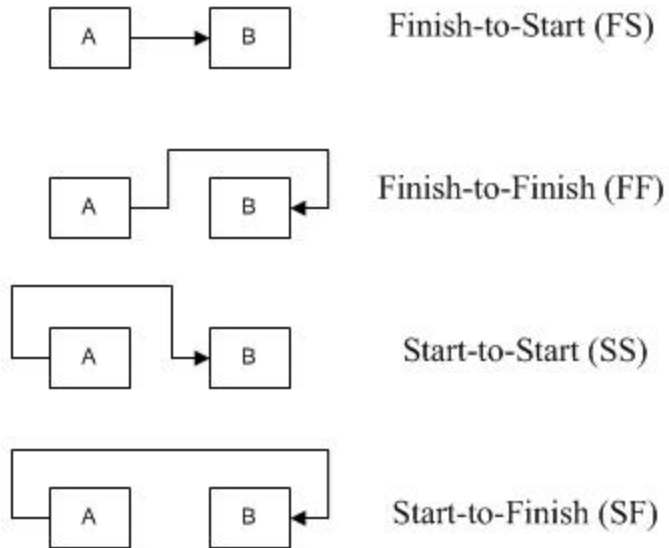 A B Finish-to-Start (FS)
A B Finish-to-Finish (FF)
A B Start-to-Start (SS)
A B Start-to-Finish (SF)